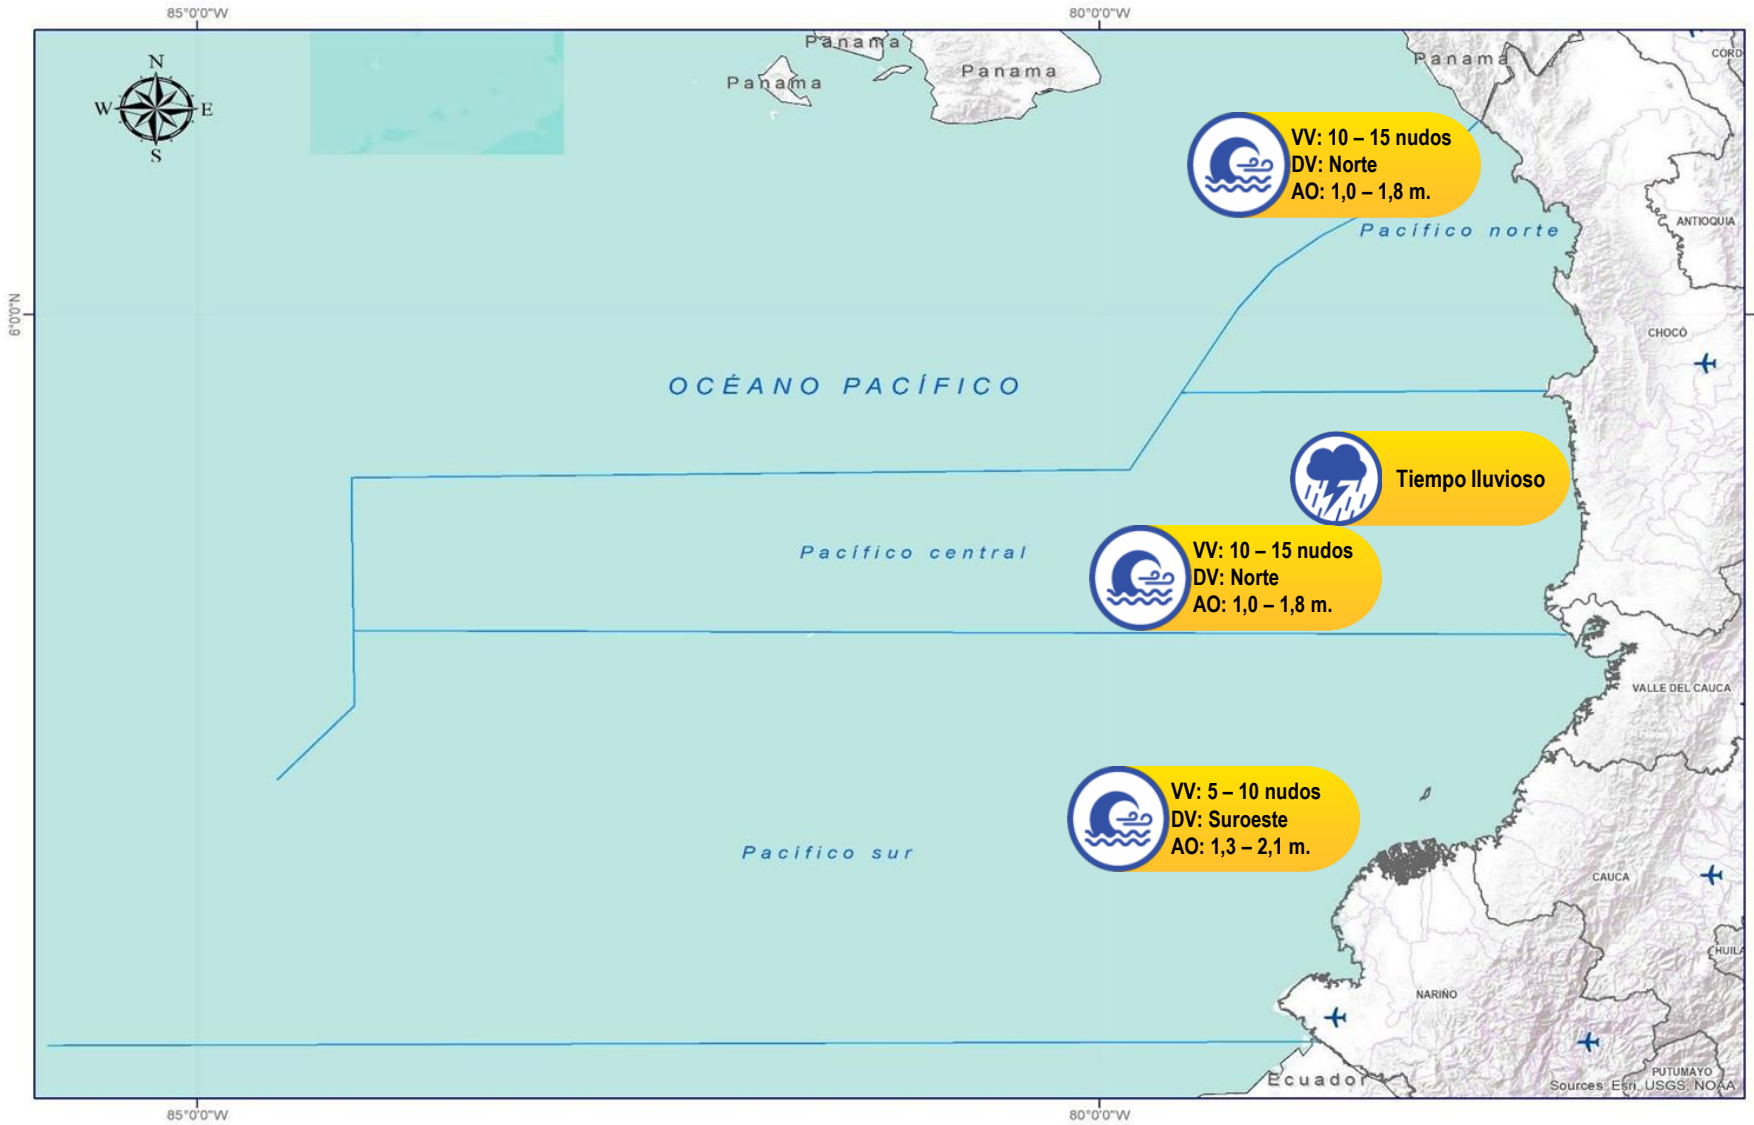 85°0'0"W
80°0'0"W
Panama
Panama
Panama
Panama
CORD
N
W
E
S
VV: 10 – 15 nudos
DV: Norte
AO: 1,0 – 1,8 m.
ANTIOQUIA
Pacífico norte
6°0'0"N
CHOCÓ
OCÉANO PACÍFICO
Tiempo lluvioso
Pacífico central
VV: 10 – 15 nudos
DV: Norte
AO: 1,0 – 1,8 m.
VALLE DEL CAUCA
VV: 5 – 10 nudos
DV: Suroeste
AO: 1,3 – 2,1 m.
Pacífico sur
CAUCA
HUILA
NARIÑO
Ecuador
PUTUMAYO
Sources: Esri, USGS, NOAA
85°0'0"W
80°0'0"W